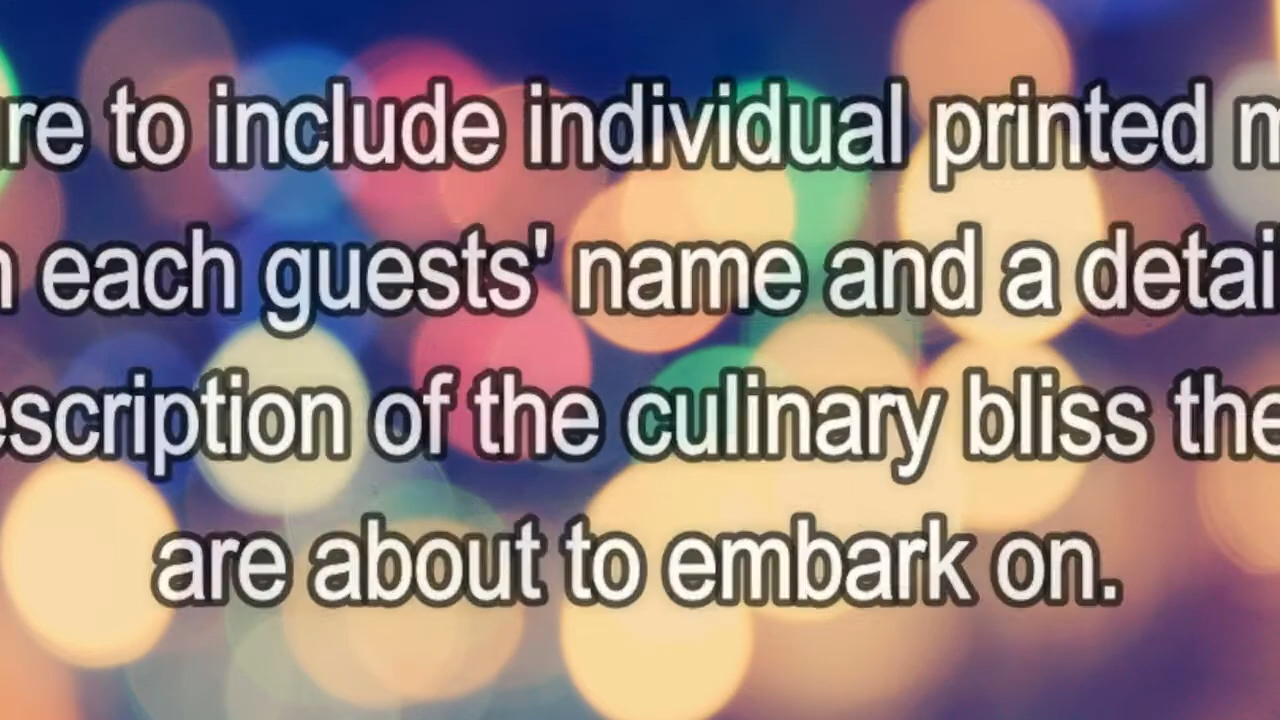 re to include individual printed m
n each guests' name and a detai
escription of the culinary bliss the
are about to embark on.